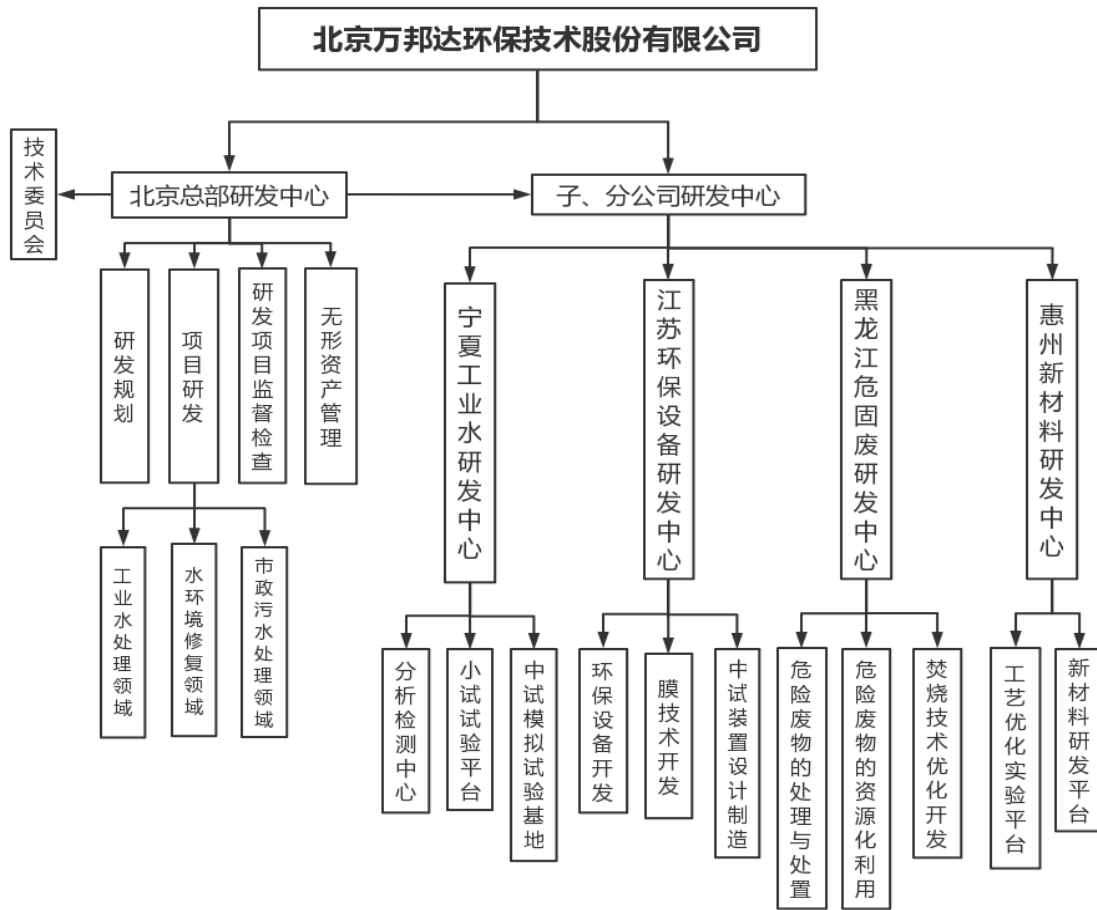 北京万邦达环保技术股份有限公司
技术委员会
北京总部研发中心
子、分公司研发中心
研发规划
项目研发
研发项目监督检查
无形资产管理
宁夏工业水研发中心
江苏环保设备研发中心
黑龙江危固废研发中心
惠州新材料研发中心
工业水处理领域
水环境修复领域
市政污水处理领域
分析检测中心
小试试验平台
中试模拟试验基地
环保设备开发
膜技术开发
中试装置设计制造
危险废物的处理与处置
危险废物的资源化利用
焚烧技术优化开发
工艺优化实验平台
新材料研发平台